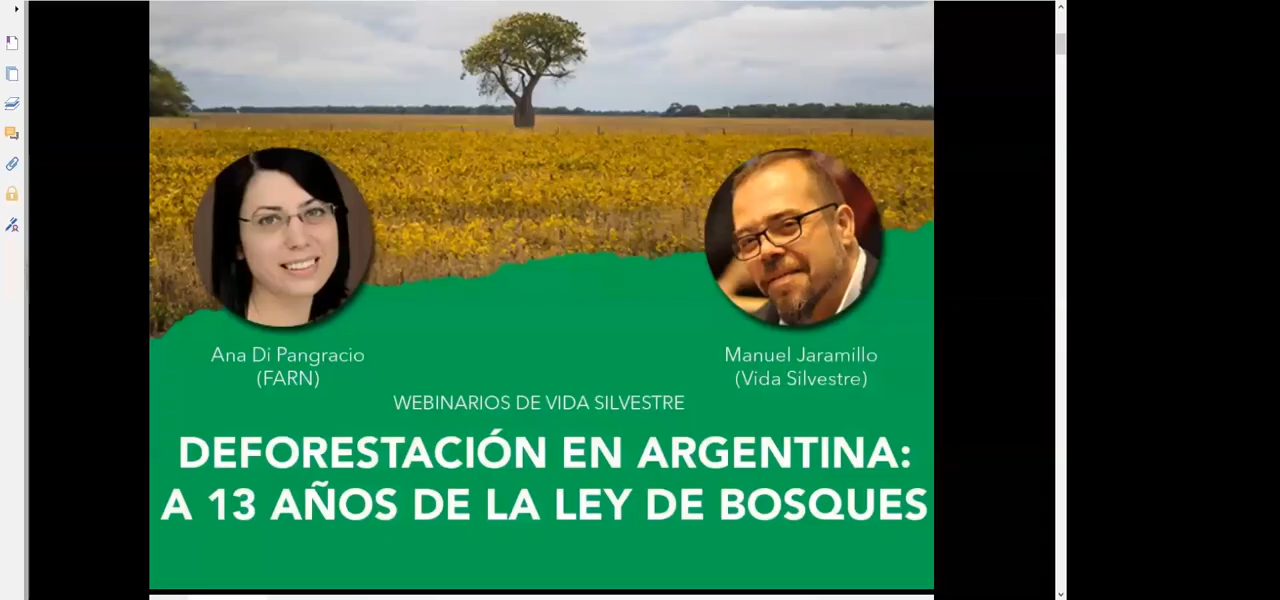 Ana Di Pangracio
(FARN)
Manuel Jaramillo
(Vida Silvestre)
WEBINARIOS DE VIDA SILVESTRE
DEFORESTACIÓN EN ARGENTINA:
A 13 AÑOS DE LA LEY DE BOSQUES